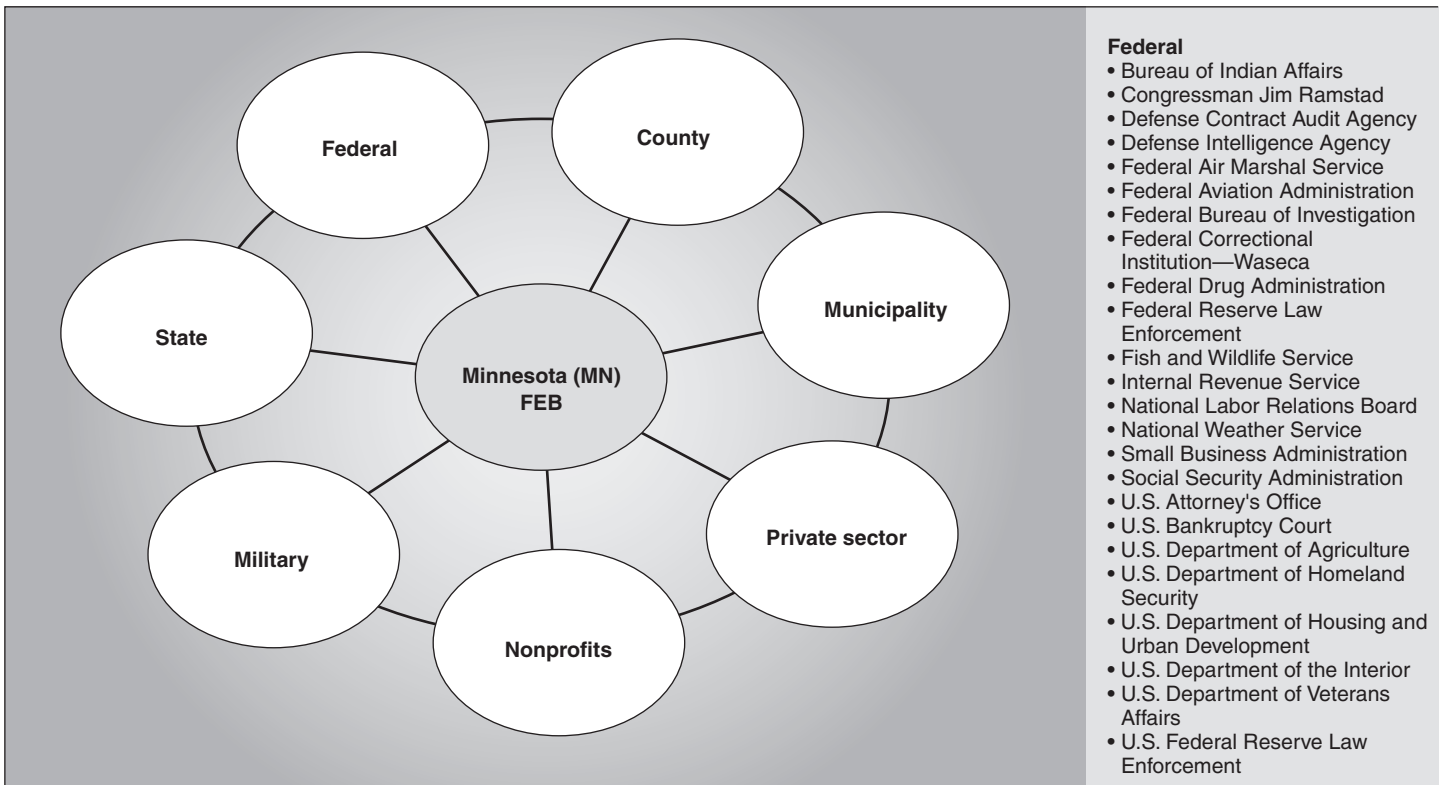 Federal
County
Municipality
State
Minnesota (MN)
FEB
Private sector
Military
Nonprofits
Federal
• Bureau of Indian Affairs
• Congressman Jim Ramstad
• Defense Contract Audit Agency
• Defense Intelligence Agency
• Federal Air Marshal Service
• Federal Aviation Administration
• Federal Bureau of Investigation
• Federal Correctional
Institution—Waseca
• Federal Drug Administration
• Federal Reserve Law
Enforcement
• Fish and Wildlife Service
• Internal Revenue Service
• National Labor Relations Board
• National Weather Service
• Small Business Administration
• Social Security Administration
• U.S. Attorney's Office
• U.S. Bankruptcy Court
• U.S. Department of Agriculture
• U.S. Department of Homeland
Security
• U.S. Department of Housing and
Urban Development
• U.S. Department of the Interior
• U.S. Department of Veterans
Affairs
• U.S. Federal Reserve Law
Enforcement